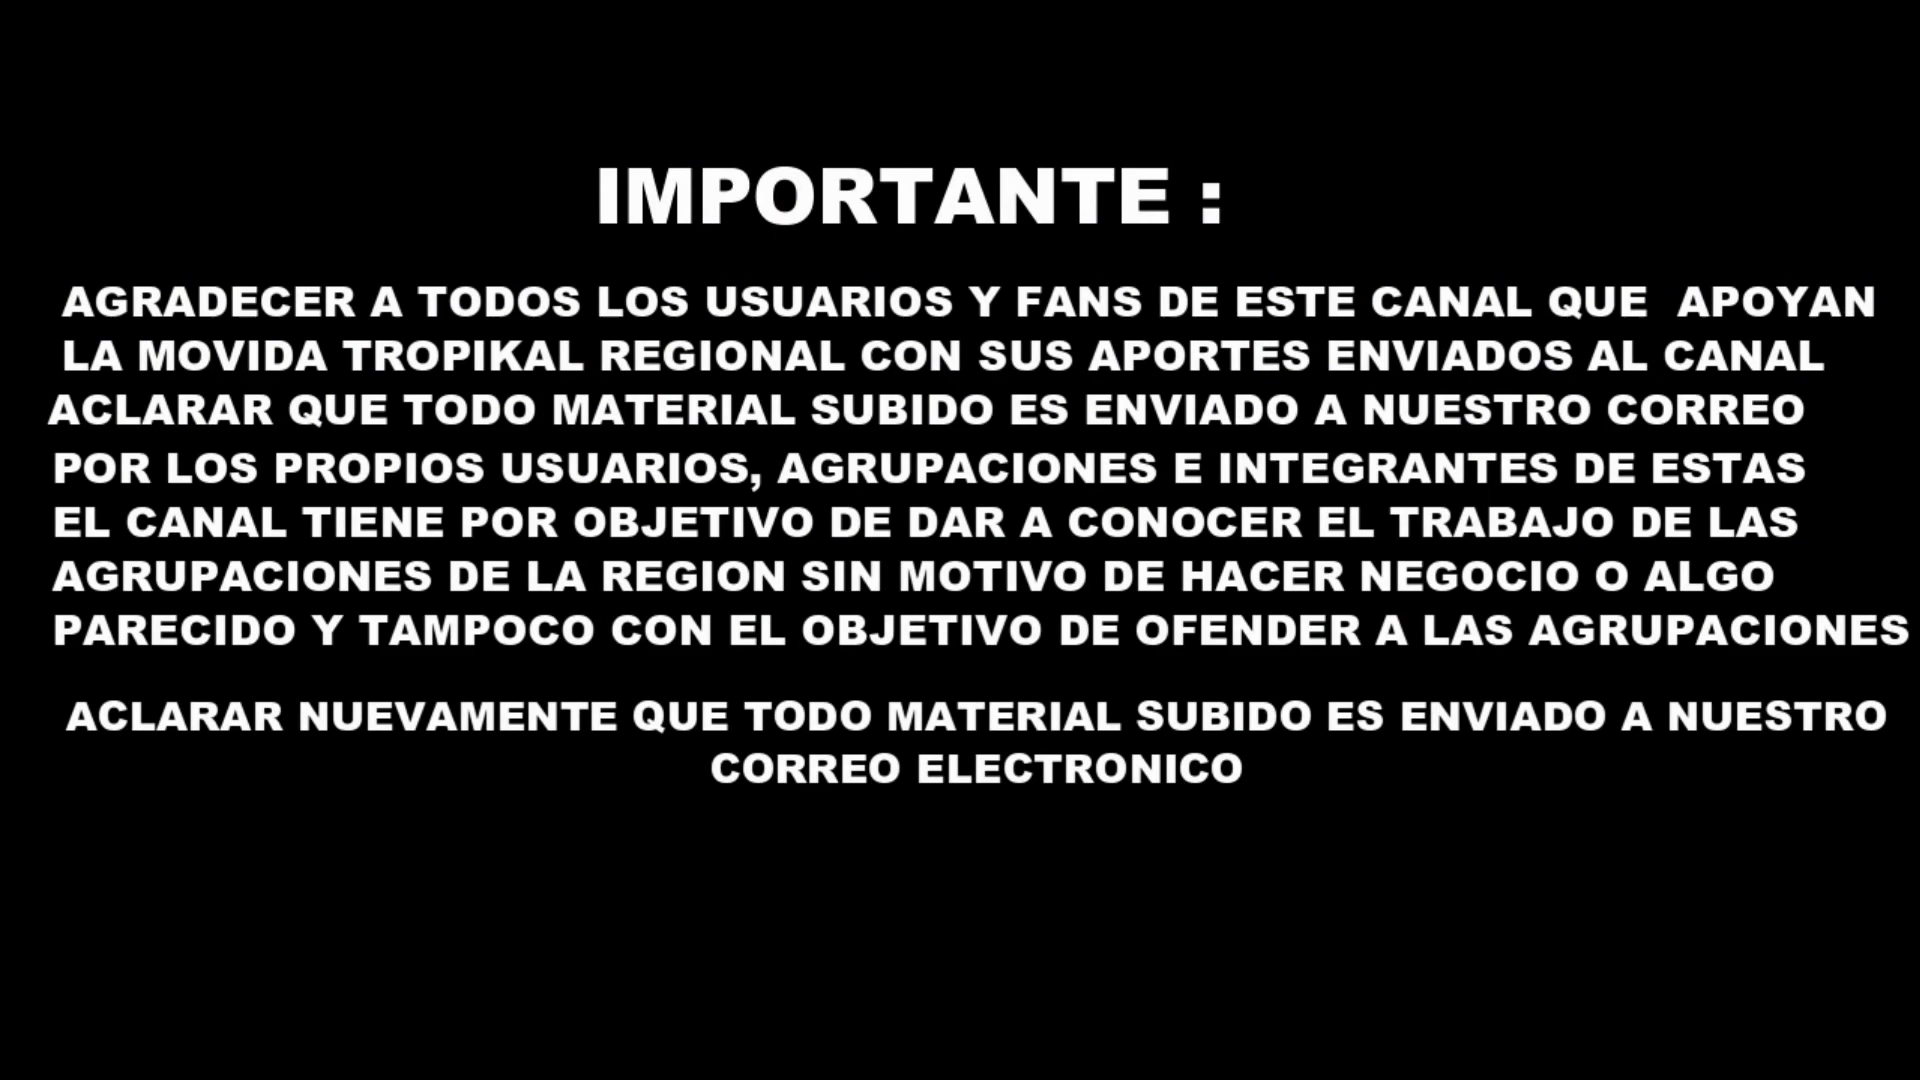 IMPORTANTE :
AGRADECER A TODOS LOS USUARIOS Y FANS DE ESTE CANAL QUE APOYAN
LA MOVIDA TROPIKAL REGIONAL CON SUS APORTES ENVIADOS AL CANAL
ACLARAR QUE TODO MATERIAL SUBIDO ES ENVIADO A NUESTRO CORREO
POR LOS PROPIOS USUARIOS, AGRUPACIONES E INTEGRANTES DE ESTAS
EL CANAL TIENE POR OBJETIVO DE DAR A CONOCER EL TRABAJO DE LAS
AGRUPACIONES DE LA REGION SIN MOTIVO DE HACER NEGOCIO O ALGO
PARECIDO Y TAMPOCO CON EL OBJETIVO DE OFENDER A LAS AGRUPACIONES
ACLARAR NUEVAMENTE QUE TODO MATERIAL SUBIDO ES ENVIADO A NUESTRO
CORREO ELECTRONICO